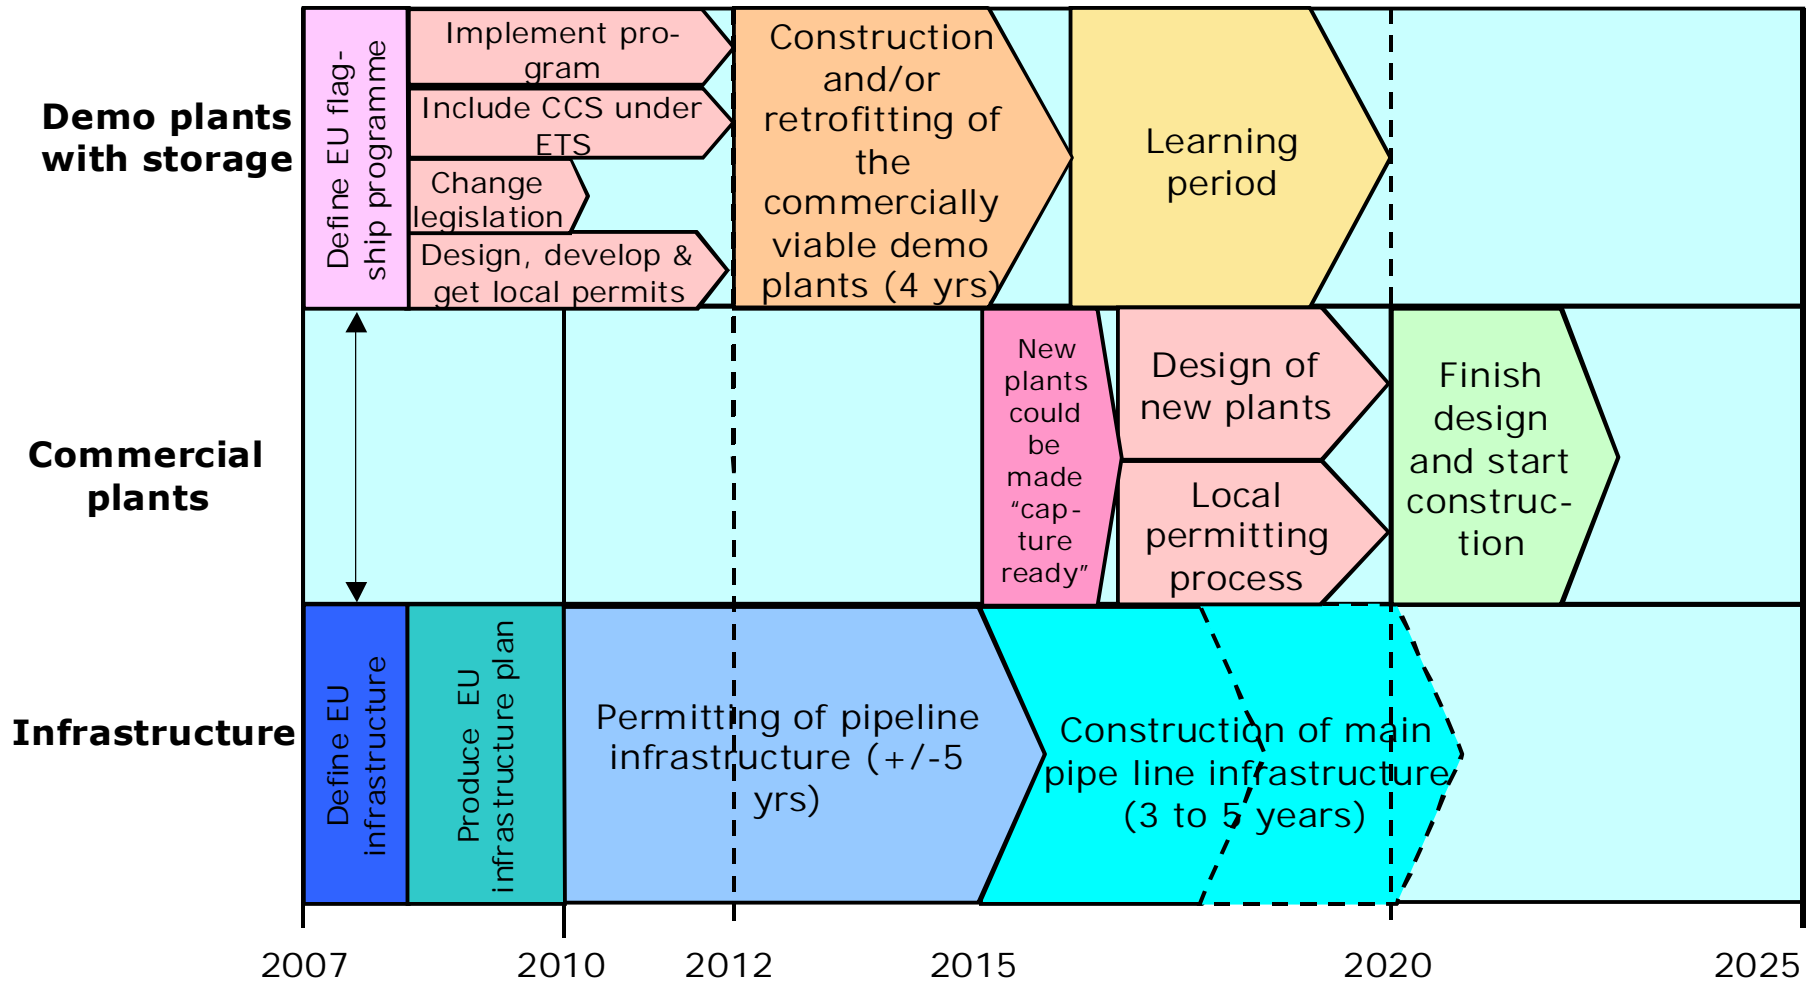 Demo plants
with storage
Define EU flag-
ship programme
Implement pro-
gram
Include CCS under
ETS
Change
legislation
Design, develop &
get local permits
Construction
and/or
retrofitting of
the
commercially
viable demo
plants (4 yrs)
Learning
period
Commercial
plants
New
plants
could
be
made
“cap-
ture
ready”
Design of
new plants
Local
permitting
process
Finish
design
and start
construc-
tion
Infrastructure
Define EU
infrastructure
Produce EU
infrastructure plan
Permitting of pipeline
infrastructure (+/-5
yrs)
Construction of main
pipe line infrastructure
(3 to 5 years)
2007 2010 2012 2015 2020 2025